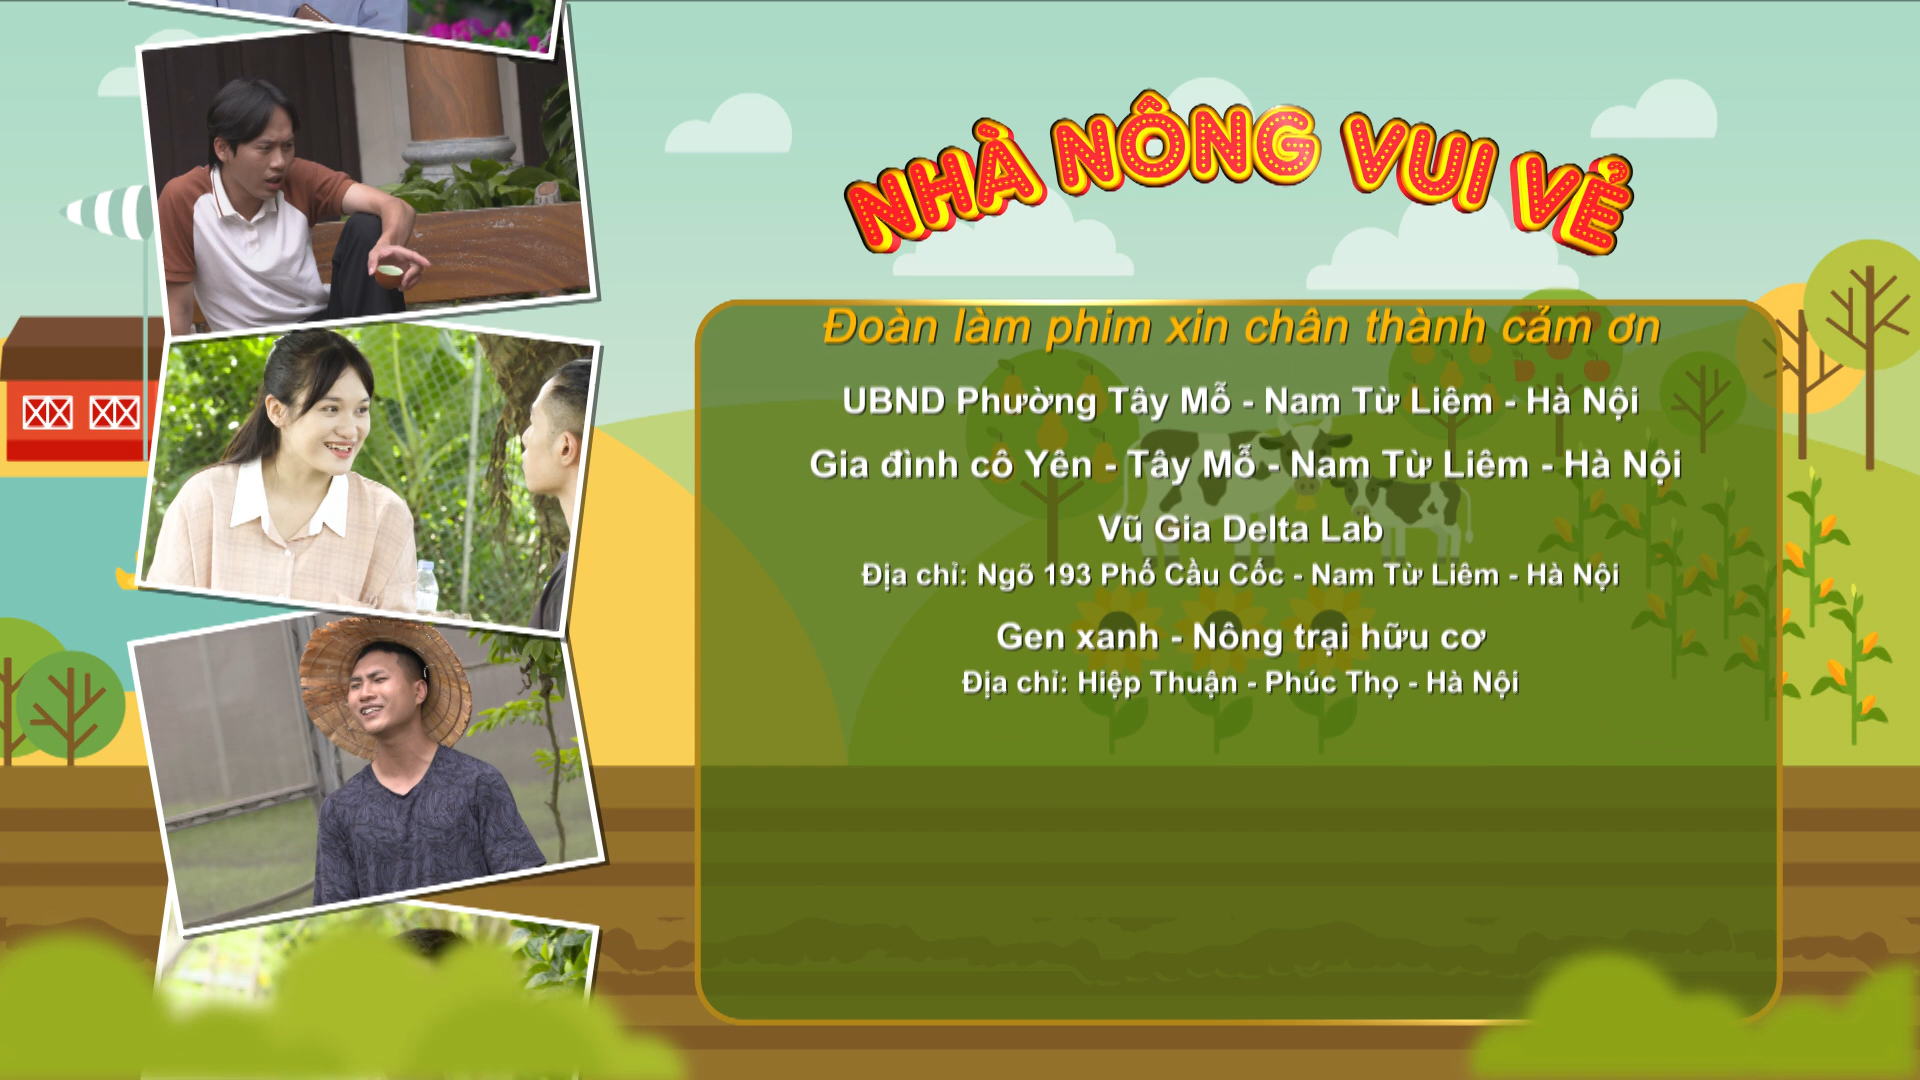 NHÀ NÔNG VUI VẺ
Đoàn làm phim xin chân thành cảm ơn
UBND Phường Tây Mỗ - Nam Từ Liêm - Hà Nội
Gia đình cô Yên - Tây Mỗ - Nam Từ Liêm - Hà Nội
Vũ Gia Delta Lab
Địa chỉ: Ngõ 193 Phố Cầu Cốc - Nam Từ Liêm - Hà Nội
Gen xanh - Nông trại hữu cơ
Địa chỉ: Hiệp Thuận - Phúc Thọ - Hà Nội